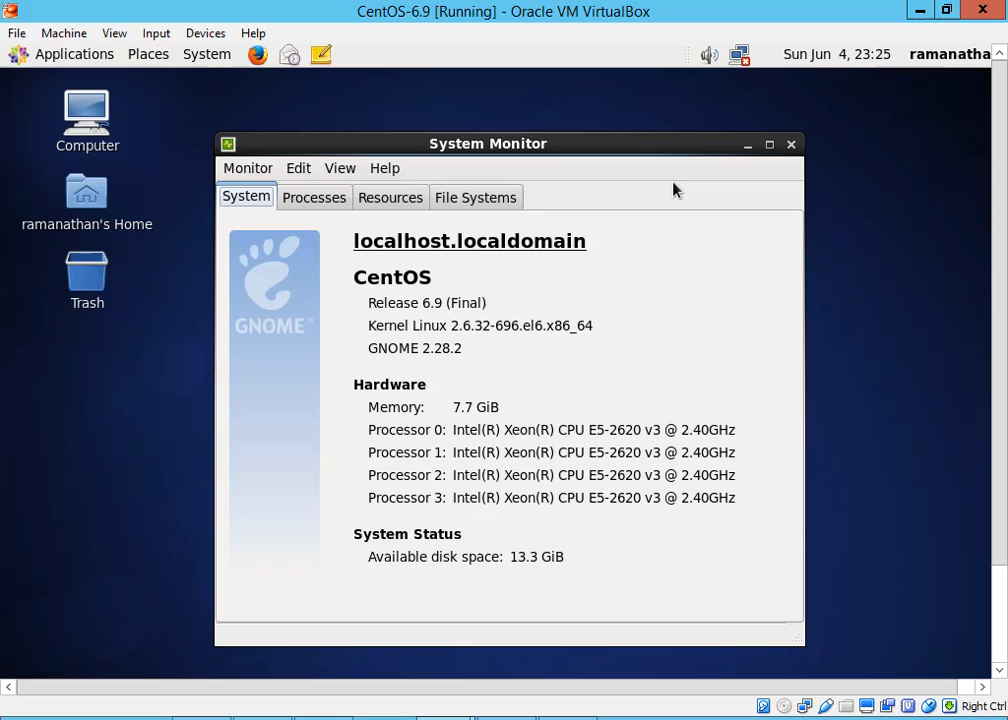 CentOS-6.9 [Running] - Oracle VM VirtualBox
File Machine View Input Devices Help
Applications Places System Sun Jun 4, 23:25 ramanatha
Computer
ramanathan's Home
Trash
System Monitor
Monitor Edit View Help
System Processes Resources File Systems
localhost.localdomain
CentOS
Release 6.9 (Final)
Kernel Linux 2.6.32-696.el6.x86_64
GNOME 2.28.2
GNOME™
Hardware
Memory: 7.7 GiB
Processor 0: Intel(R) Xeon(R) CPU E5-2620 v3 @ 2.40GHz
Processor 1: Intel(R) Xeon(R) CPU E5-2620 v3 @ 2.40GHz
Processor 2: Intel(R) Xeon(R) CPU E5-2620 v3 @ 2.40GHz
Processor 3: Intel(R) Xeon(R) CPU E5-2620 v3 @ 2.40GHz
System Status
Available disk space: 13.3 GiB
Right Ctrl